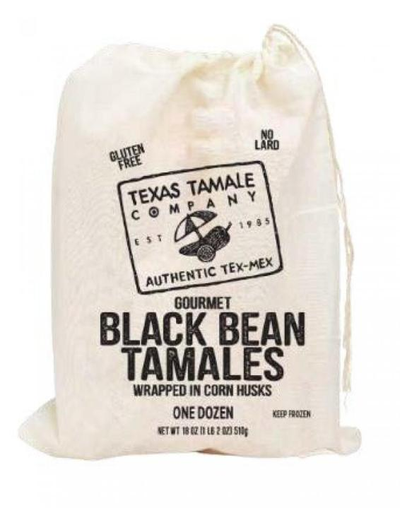 GLUTEN
FREE
NO
LARD
TEXAS TAMALE
COMPANY
EST 1985
AUTHENTIC TEX-MEX
GOURMET
BLACK BEAN
TAMALES
WRAPPED IN CORN HUSKS
ONE DOZEN
KEEP FROZEN
NET WT 18 OZ (1 LB 2 OZ) 510g